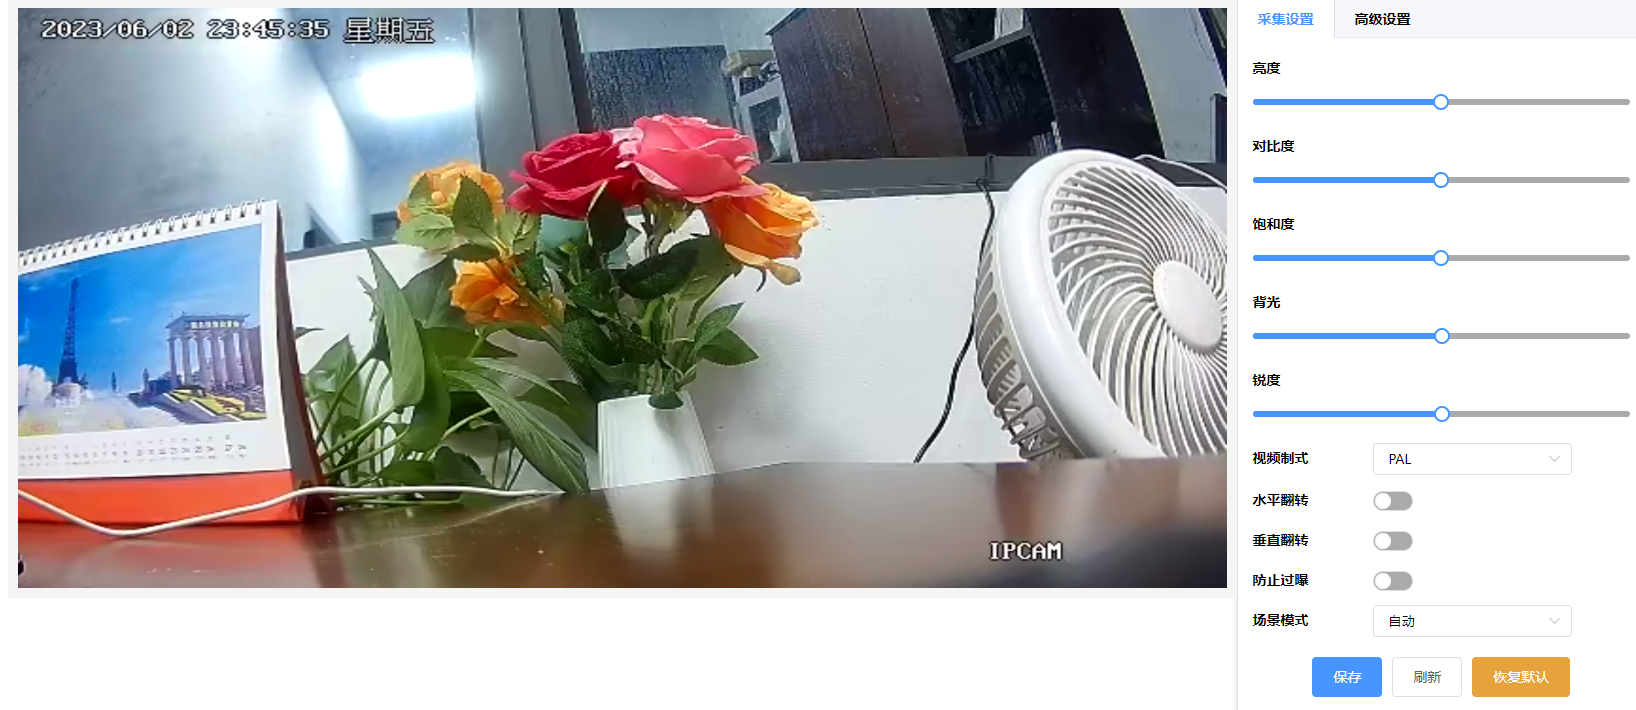 2023/06/02 23:45:35 星期五
IPCAM
采集设置
高级设置
亮度
对比度
饱和度
背光
锐度
视频制式 PAL
水平翻转
垂直翻转
防止过曝
场景模式 自动
保存 刷新 恢复默认